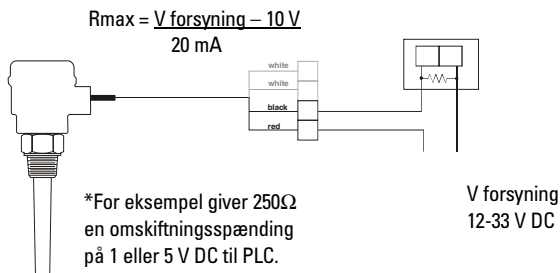 Rmax = V forsyning – 10 V
20 mA
white
white
black
red
*For eksempel giver 250Ω
en omskiftningsspænding
på 1 eller 5 V DC til PLC.
V forsyning
12-33 V DC